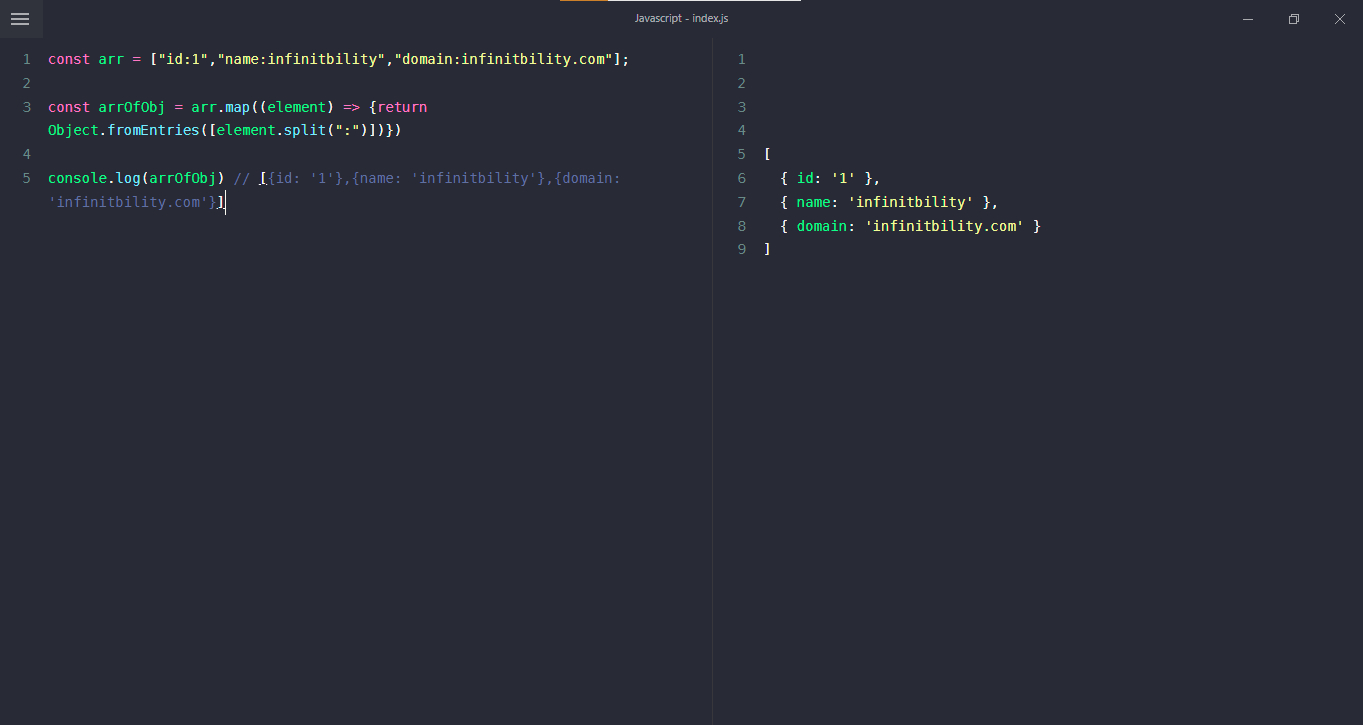 Javascript - index.js
1 const arr = ["id:1","name:infinitbility","domain:infinitbility.com"];
2
3 const arrOfObj = arr.map((element) => {return
Object.fromEntries([element.split(":")])})
4
5 console.log(arrOfObj) // [{id: '1'},{name: 'infinitbility'},{domain:
'infinitbility.com'}]
1
2
3
4
5 [
6   { id: '1' },
7   { name: 'infinitbility' },
8   { domain: 'infinitbility.com' }
9 ]